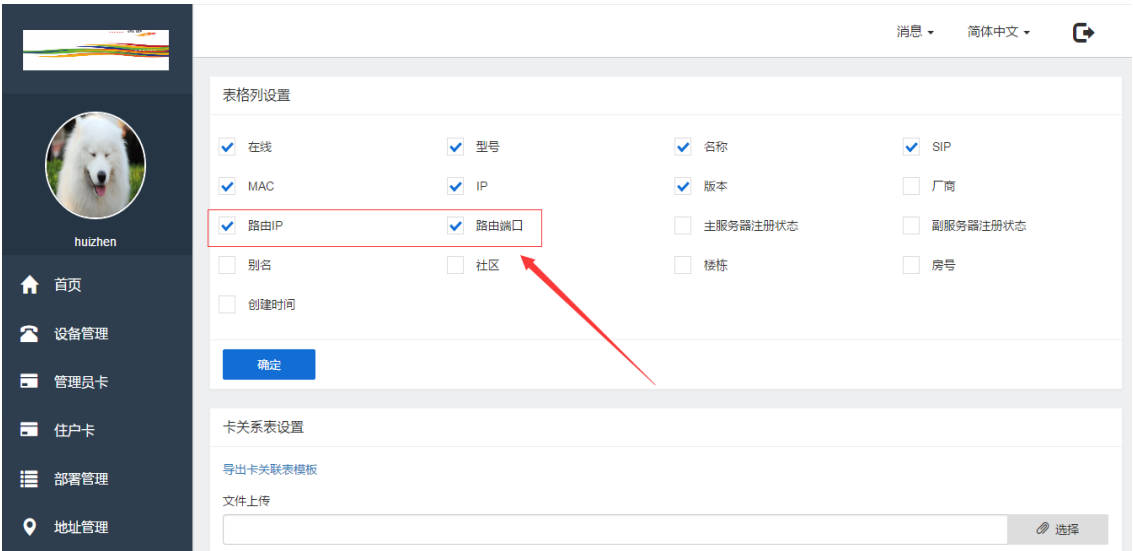 消息
简体中文
huizhen
首页
设备管理
管理员卡
住户卡
部署管理
地址管理
表格列设置
在线 型号 名称 SIP
MAC IP 版本 厂商
路由IP 路由端口 主服务器注册状态 副服务器注册状态
别名 社区 楼栋 房号
创建时间
确定
卡关系表设置
导出卡关联表模板
文件上传
选择